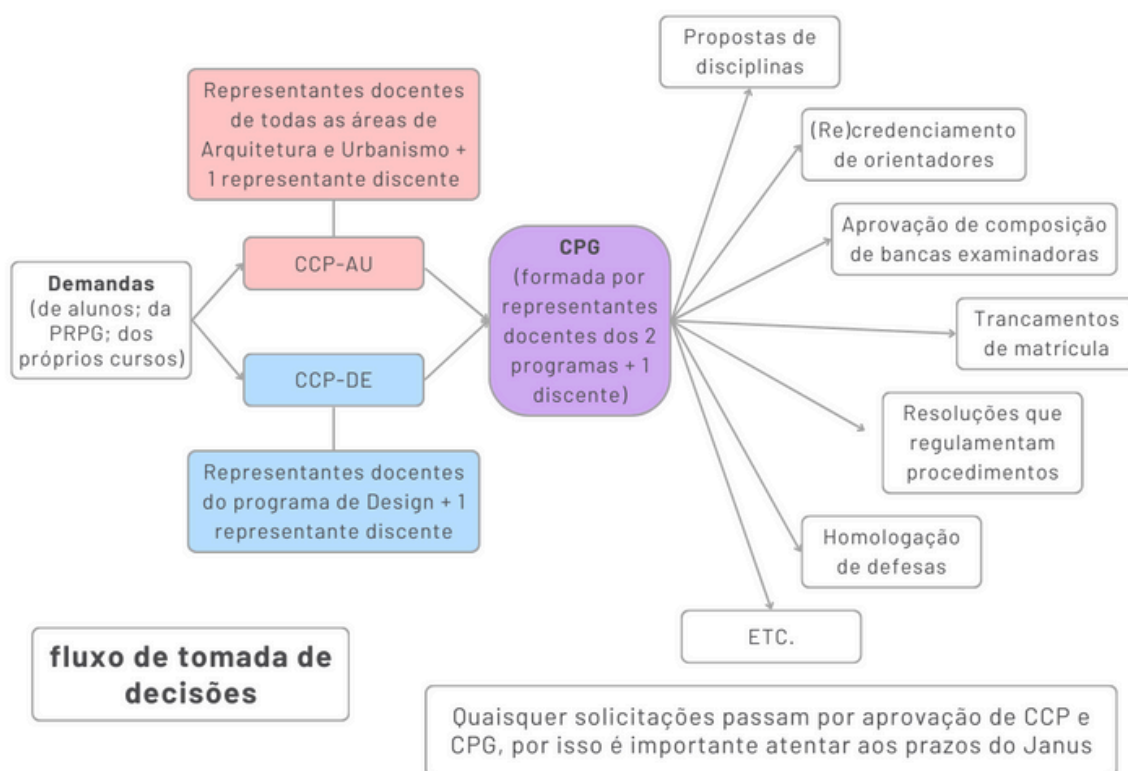 Representantes docentes
de todas as áreas de
Arquitetura e Urbanismo +
1 representante discente
CCP-AU
Demandas
(de alunos; da
PRPG; dos
próprios cursos)
CCP-DE
Representantes docentes
do programa de Design + 1
representante discente
CPG
(formada por
representantes
docentes dos 2
programas + 1
discente)
Propostas de
disciplinas
(Re)credenciamento
de orientadores
Aprovação de composição
de bancas examinadoras
Trancamentos
de matrícula
Resoluções que
regulamentam
procedimentos
Homologação
de defesas
ETC.
fluxo de tomada de
decisões
Quaisquer solicitações passam por aprovação de CCP e
CPG, por isso é importante atentar aos prazos do Janus